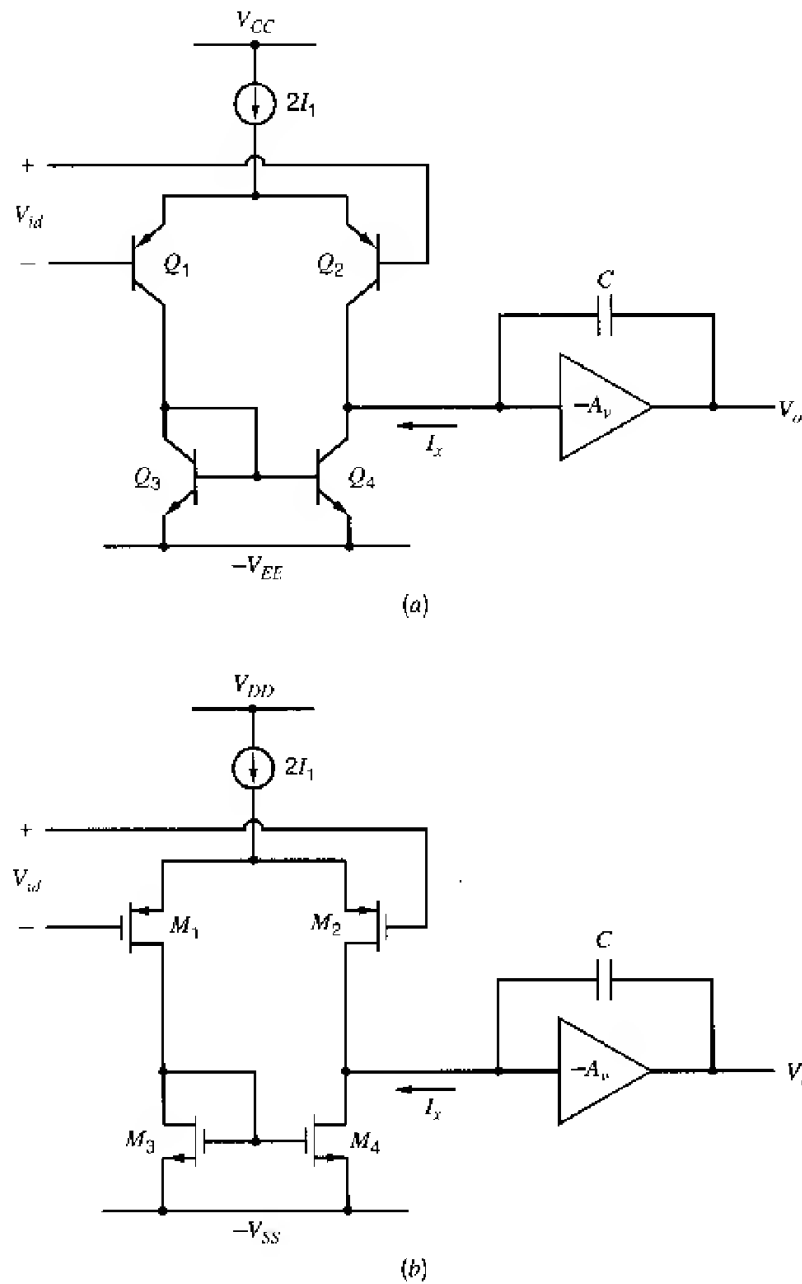 V_CC
2I_1
+
V_id
−
Q_1
Q_2
C
−A_v
V_o
I_x
Q_3
Q_4
−V_EE
(a)
V_DD
2I_1
+
V_id
−
M_1
M_2
C
−A_v
I_x
M_3
M_4
−V_SS
(b)